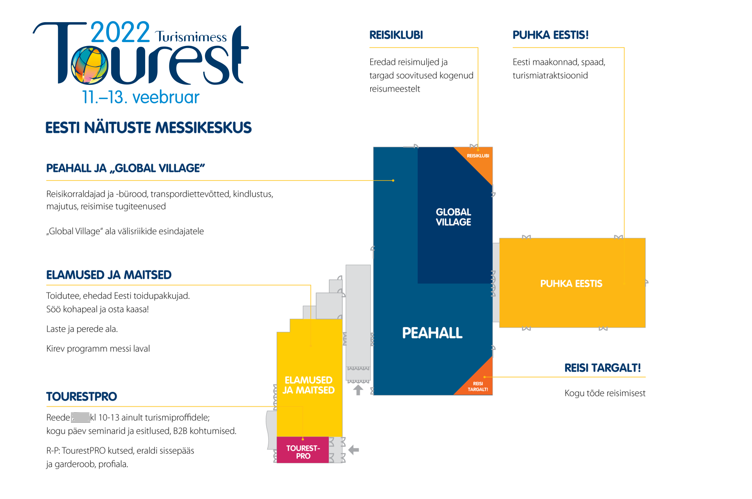 2022 Turismimess
Tourest
11.–13. veebruar
EESTI NÄITUSTE MESSIKESKUS
PEAHALL JA „GLOBAL VILLAGE”
Reisikorraldajad ja -bürood, transpordiettevõtted, kindlustus,
majutus, reisimise tugiteenused
„Global Village” ala välisriikide esindajatele
ELAMUSED JA MAITSED
Toidutee, ehedad Eesti toidupakkujad.
Söö kohapeal ja osta kaasa!
Laste ja perede ala.
Kirev programm messi laval
TOURESTPRO
Reede kl 10-13 ainult turismiproffidele;
kogu päev seminarid ja esitlused, B2B kohtumised.
R-P: TourestPRO kutsed, eraldi sissepääs
ja garderoob, profiala.
REISIKLUBI
Eredad reisimuljed ja
targad soovitused kogenud
reisumeestelt
PUHKA EESTIS!
Eesti maakonnad, spaad,
turismiatraktsioonid
REISIKLUBI
GLOBAL
VILLAGE
PUHKA EESTIS
PEAHALL
REISI
TARGALT!
REISI TARGALT!
Kogu tõde reisimisest
ELAMUSED
JA MAITSED
TOUREST-
PRO